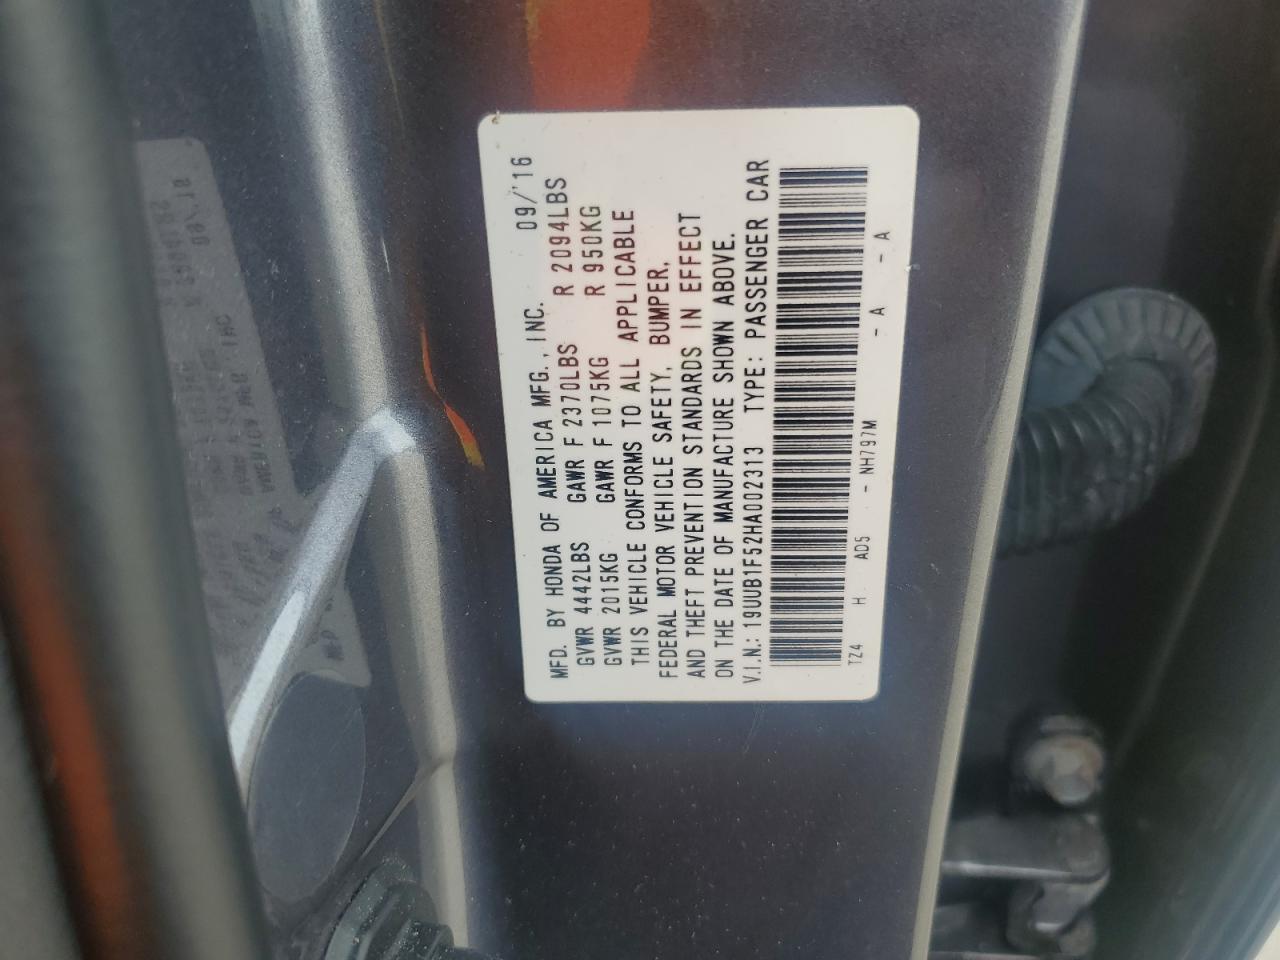 MFD. BY HONDA OF AMERICA MFG., INC. 09/'16
GVWR 4442LBS GAWR F 2370LBS R 2094LBS
GVWR 2015KG GAWR F 1075KG R 950KG
THIS VEHICLE CONFORMS TO ALL APPLICABLE
FEDERAL MOTOR VEHICLE SAFETY, BUMPER,
AND THEFT PREVENTION STANDARDS IN EFFECT
ON THE DATE OF MANUFACTURE SHOWN ABOVE.
V.I.N.: 19UUB1F52HA002313 TYPE: PASSENGER CAR
TZ4 H AD5 - NH797M - A - A